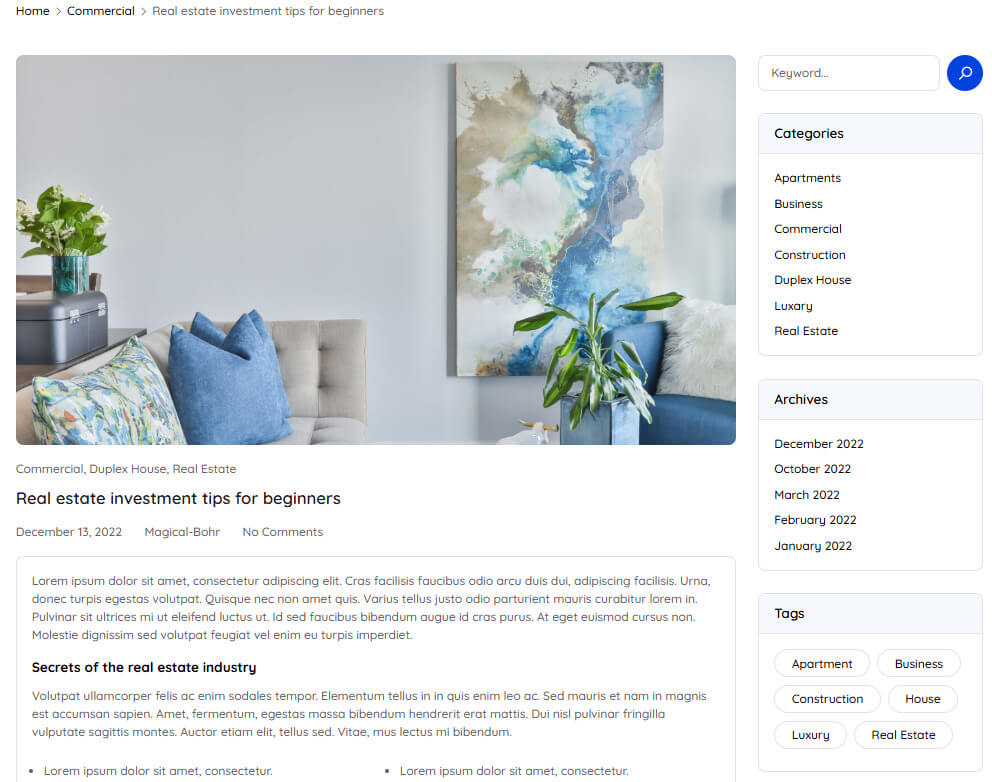 Home > Commercial > Real estate investment tips for beginners
Keyword...
Categories
Apartments
Business
Commercial
Construction
Duplex House
Luxary
Real Estate
Archives
December 2022
October 2022
March 2022
February 2022
January 2022
Tags
Apartment Business
Construction House
Luxury Real Estate
Commercial, Duplex House, Real Estate
Real estate investment tips for beginners
December 13, 2022 Magical-Bohr No Comments
Lorem ipsum dolor sit amet, consectetur adipiscing elit. Cras facilisis faucibus odio arcu duis dui, adipiscing facilisis. Urna,
donec turpis egestas volutpat. Quisque nec non amet quis. Varius tellus justo odio parturient mauris curabitur lorem in.
Pulvinar sit ultrices mi ut eleifend luctus ut. Id sed faucibus bibendum augue id cras purus. At eget euismod cursus non.
Molestie dignissim sed volutpat feugiat vel enim eu turpis imperdiet.
Secrets of the real estate industry
Volutpat ullamcorper felis ac enim sodales tempor. Elementum tellus in in quis enim leo ac. Sed mauris et nam in magnis
est accumsan sapien. Amet, fermentum, egestas massa bibendum hendrerit erat mattis. Dui nisl pulvinar fringilla
vulputate sagittis montes. Auctor etiam elit, tellus sed. Vitae, mus lectus mi bibendum.
• Lorem ipsum dolor sit amet, consectetur.
• Lorem ipsum dolor sit amet, consectetur.